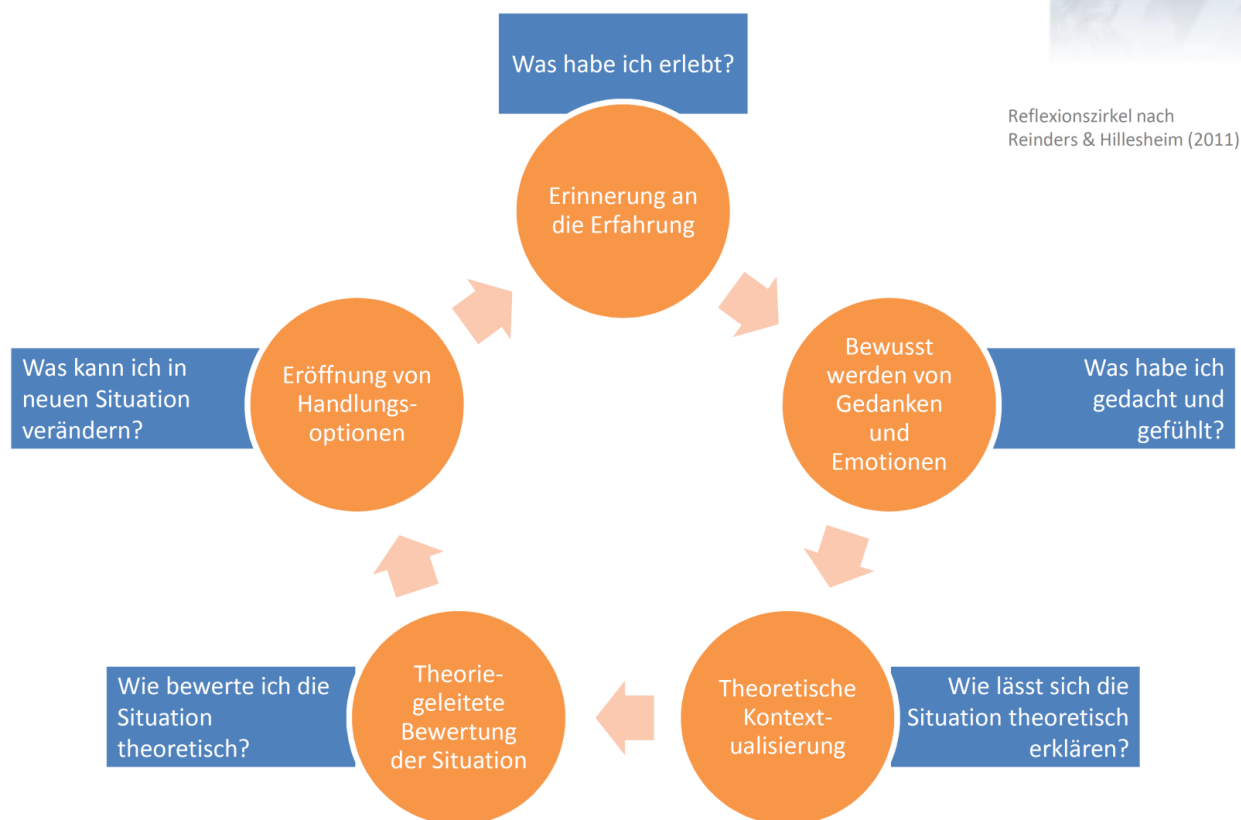 Was habe ich erlebt?
Reflexionszirkel nach
Reinders & Hillesheim (2011)
Erinnerung an
die Erfahrung
Bewusst
werden von
Gedanken
und
Emotionen
Was habe ich
gedacht und
gefühlt?
Theoretische
Kontext-
ualisierung
Wie lässt sich die
Situation theoretisch
erklären?
Theorie-
geleitete
Bewertung
der Situation
Wie bewerte ich die
Situation
theoretisch?
Eröffnung von
Handlungs-
optionen
Was kann ich in
neuen Situation
verändern?